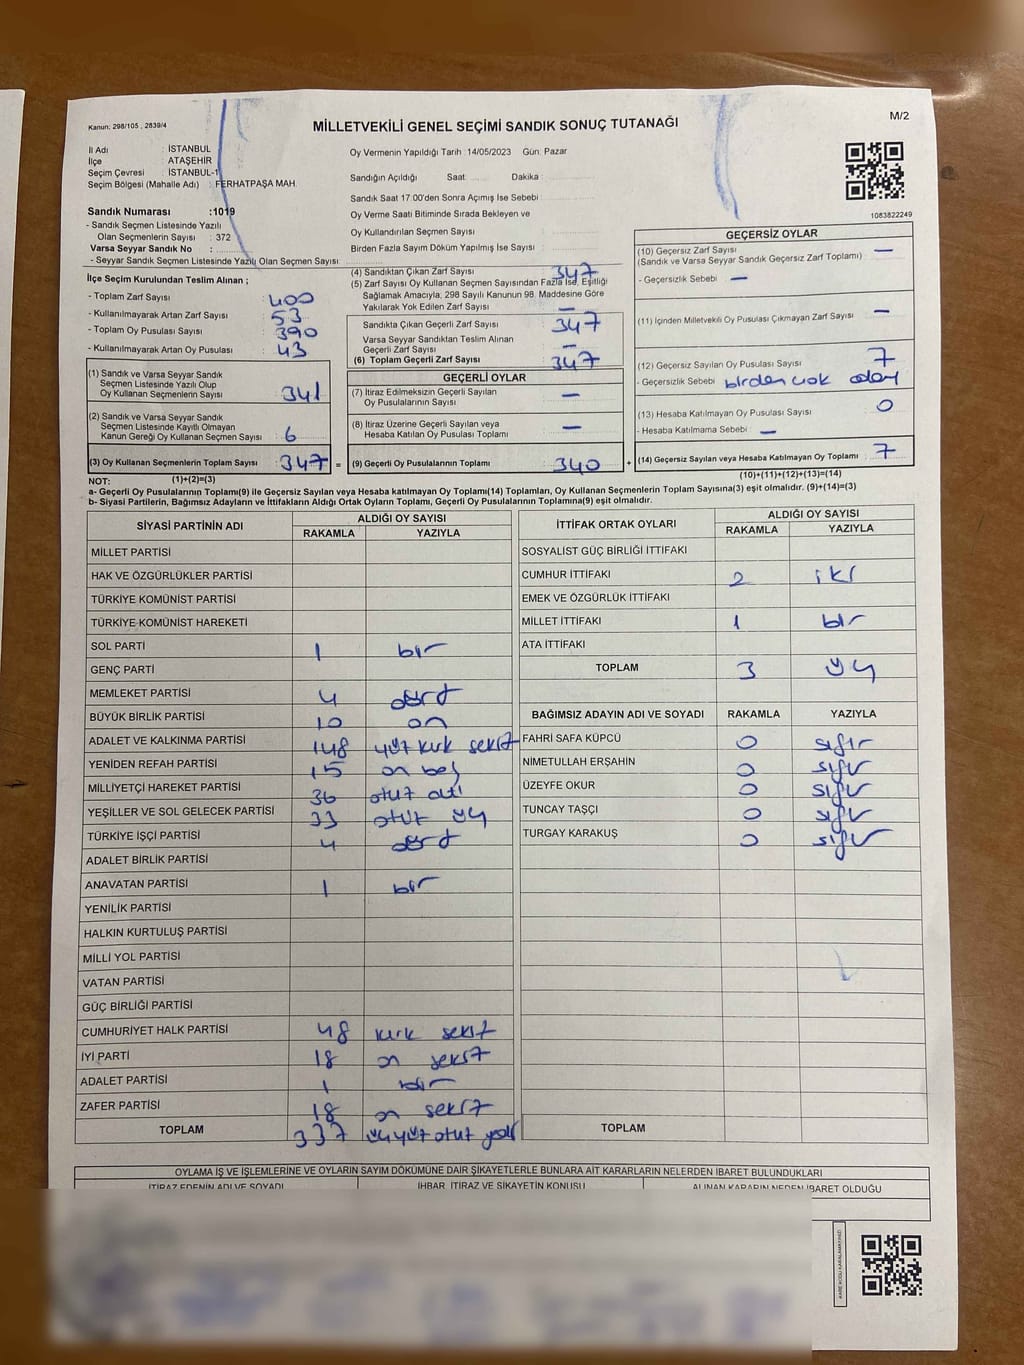 Kanun: 298/105 , 2839/4
MİLLETVEKİLİ GENEL SEÇİMİ SANDIK SONUÇ TUTANAĞI
M/2
İl Adı : İSTANBUL
İlçe : ATAŞEHİR
Seçim Çevresi : İSTANBUL-1
Seçim Bölgesi (Mahalle Adı) : FERHATPAŞA MAH.
Oy Vermenin Yapıldığı Tarih : 14/05/2023 Gün: Pazar
Sandığın Açıldığı Saat : Dakika :
Sandık Saat 17:00'den Sonra Açımış İse Sebebi :
Oy Verme Saati Bitiminde Sırada Bekleyen ve
Oy Kullandırılan Seçmen Sayısı :
Birden Fazla Sayım Döküm Yapılmış İse Sayısı :
1083822249
Sandık Numarası :1019
- Sandık Seçmen Listesinde Yazılı
Olan Seçmenlerin Sayısı : 372
Varsa Seyyar Sandık No :
- Seyyar Sandık Seçmen Listesinde Yazılı Olan Seçmen Sayısı :
İlçe Seçim Kurulundan Teslim Alınan ;
- Toplam Zarf Sayısı : 400
- Kullanılmayarak Artan Zarf Sayısı : 53
- Toplam Oy Pusulası Sayısı : 390
- Kullanılmayarak Artan Oy Pusulası : 43
(1) Sandık ve Varsa Seyyar Sandık
Seçmen Listesinde Yazılı Olup
Oy Kullanan Seçmenlerin Sayısı : 341
(2) Sandık ve Varsa Seyyar Sandık
Seçmen Listesinde Kayıtlı Olmayan
Kanun Gereği Oy Kullanan Seçmen Sayısı : 6
(3) Oy Kullanan Seçmenlerin Toplam Sayısı : 347 =
(4) Sandıktan Çıkan Zarf Sayısı : 347
(5) Zarf Sayısı Oy Kullanan Seçmen Sayısından Fazla İse, Eşitliği
Sağlamak Amacıyla; 298 Sayılı Kanunun 98. Maddesine Göre
Yakılarak Yok Edilen Zarf Sayısı : —
Sandıkta Çıkan Geçerli Zarf Sayısı : 347
Varsa Seyyar Sandıktan Teslim Alınan
Geçerli Zarf Sayısı : —
(6) Toplam Geçerli Zarf Sayısı : 347
GEÇERLİ OYLAR
(7) İtiraz Edilmeksizin Geçerli Sayılan
Oy Pusulalarının Sayısı : —
(8) İtiraz Üzerine Geçerli Sayılan veya
Hesaba Katılan Oy Pusulası Toplamı : —
(9) Geçerli Oy Pusulalarının Toplamı : 340 +
GEÇERSİZ OYLAR
(10) Geçersiz Zarf Sayısı : —
(Sandık ve Varsa Seyyar Sandık Geçersiz Zarf Toplamı)
- Geçersizlik Sebebi : —
(11) İçinden Milletvekili Oy Pusulası Çıkmayan Zarf Sayısı : —
(12) Geçersiz Sayılan Oy Pusulası Sayısı : 7
- Geçersizlik Sebebi : birden çok aday
(13) Hesaba Katılmayan Oy Pusulası Sayısı : 0
- Hesaba Katılmama Sebebi : —
(14) Geçersiz Sayılan veya Hesaba Katılmayan Oy Toplamı : 7
NOT: (1)+(2)=(3)
(10)+(11)+(12)+(13)=(14)
a- Geçerli Oy Pusulalarının Toplamı(9) ile Geçersiz Sayılan veya Hesaba katılmayan Oy Toplamı(14) Toplamları, Oy Kullanan Seçmenlerin Toplam Sayısına(3) eşit olmalıdır. (9)+(14)=(3)
b- Siyasi Partilerin, Bağımsız Adayların ve İttifakların Aldığı Ortak Oyların Toplamı, Geçerli Oy Pusulalarının Toplamına(9) eşit olmalıdır.
SİYASİ PARTİNİN ADI ALDIĞI OY SAYISI
RAKAMLA YAZIYLA
MİLLET PARTİSİ
HAK VE ÖZGÜRLÜKLER PARTİSİ
TÜRKİYE KOMÜNİST PARTİSİ
TÜRKİYE KOMÜNİST HAREKETİ
SOL PARTİ 1 bir
GENÇ PARTİ
MEMLEKET PARTİSİ 4 dört
BÜYÜK BİRLİK PARTİSİ 10 on
ADALET VE KALKINMA PARTİSİ 148 yüz kırk sekiz
YENİDEN REFAH PARTİSİ 15 on beş
MİLLİYETÇİ HAREKET PARTİSİ 36 otuz altı
YEŞİLLER VE SOL GELECEK PARTİSİ 33 otuz üç
TÜRKİYE İŞÇİ PARTİSİ 4 dört
ADALET BİRLİK PARTİSİ
ANAVATAN PARTİSİ 1 bir
YENİLİK PARTİSİ
HALKIN KURTULUŞ PARTİSİ
MİLLİ YOL PARTİSİ
VATAN PARTİSİ
GÜÇ BİRLİĞİ PARTİSİ
CUMHURİYET HALK PARTİSİ 48 kırk sekiz
İYİ PARTİ 18 on sekiz
ADALET PARTİSİ 1 bir
ZAFER PARTİSİ 18 on sekiz
TOPLAM 337 üçyüz otuz yedi
İTTİFAK ORTAK OYLARI ALDIĞI OY SAYISI
RAKAMLA YAZIYLA
SOSYALİST GÜÇ BİRLİĞİ İTTİFAKI
CUMHUR İTTİFAKI 2 iki
EMEK VE ÖZGÜRLÜK İTTİFAKI
MİLLET İTTİFAKI 1 bir
ATA İTTİFAKI
TOPLAM 3 üç
BAĞIMSIZ ADAYIN ADI VE SOYADI RAKAMLA YAZIYLA
FAHRİ SAFA KÜPCÜ 0 sıfır
NİMETULLAH ERŞAHİN 0 sıfır
ÜZEYFE OKUR 0 sıfır
TUNCAY TAŞÇI 0 sıfır
TURGAY KARAKUŞ 0 sıfır
TOPLAM
OYLAMA İŞ VE İŞLEMLERİNE VE OYLARIN SAYIM DÖKÜMÜNE DAİR ŞİKAYETLERLE BUNLARA AİT KARARLARIN NELERDEN İBARET BULUNDUKLARI
İTİRAZ EDENİN ADI VE SOYADI İHBAR, İTİRAZ VE ŞİKAYETİN KONUSU ALINAN KARARIN NEDEN İBARET OLDUĞU